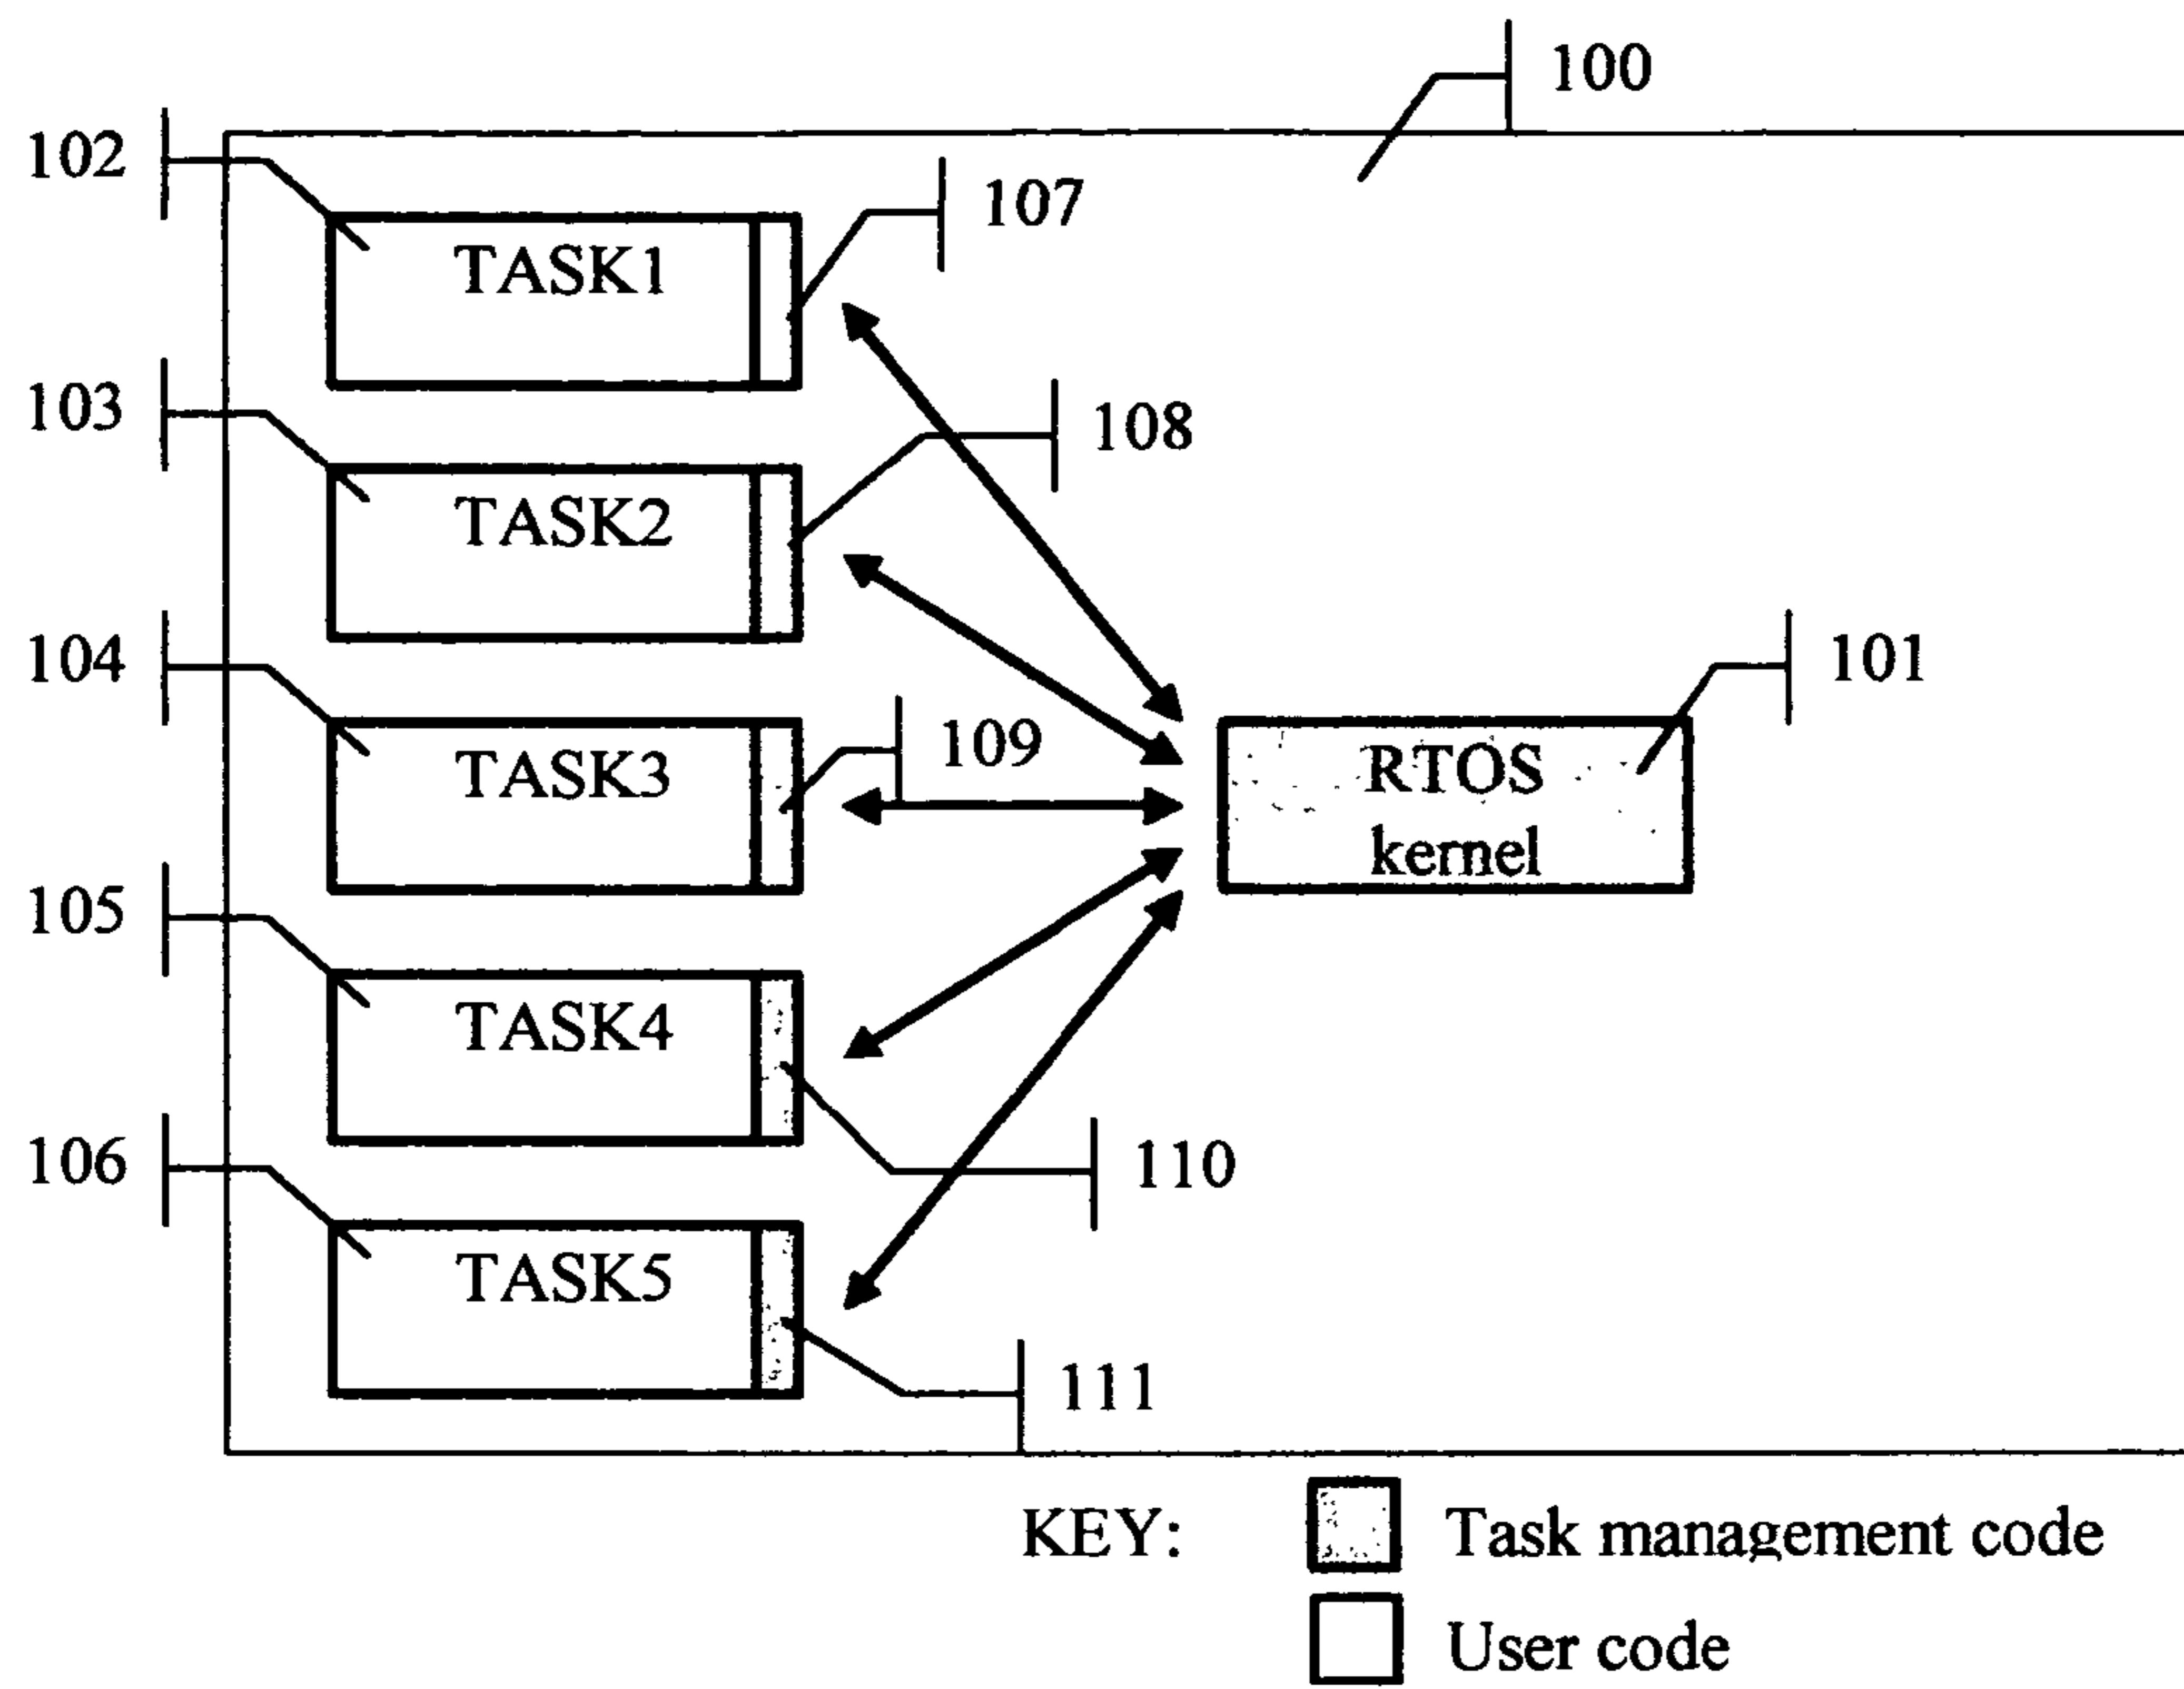 100
102
107
TASK1
103
108
TASK2
104
101
109
TASK3
RTOS
kernel
105
TASK4
106
110
TASK5
111
KEY:
Task management code
User code